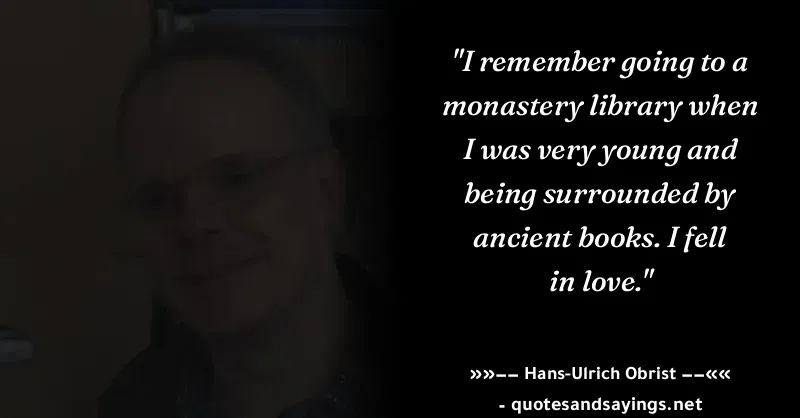 "I remember going to a
monastery library when
I was very young and
being surrounded by
ancient books. I fell
in love."
»»–– Hans-Ulrich Obrist ––««
- quotesandsayings.net